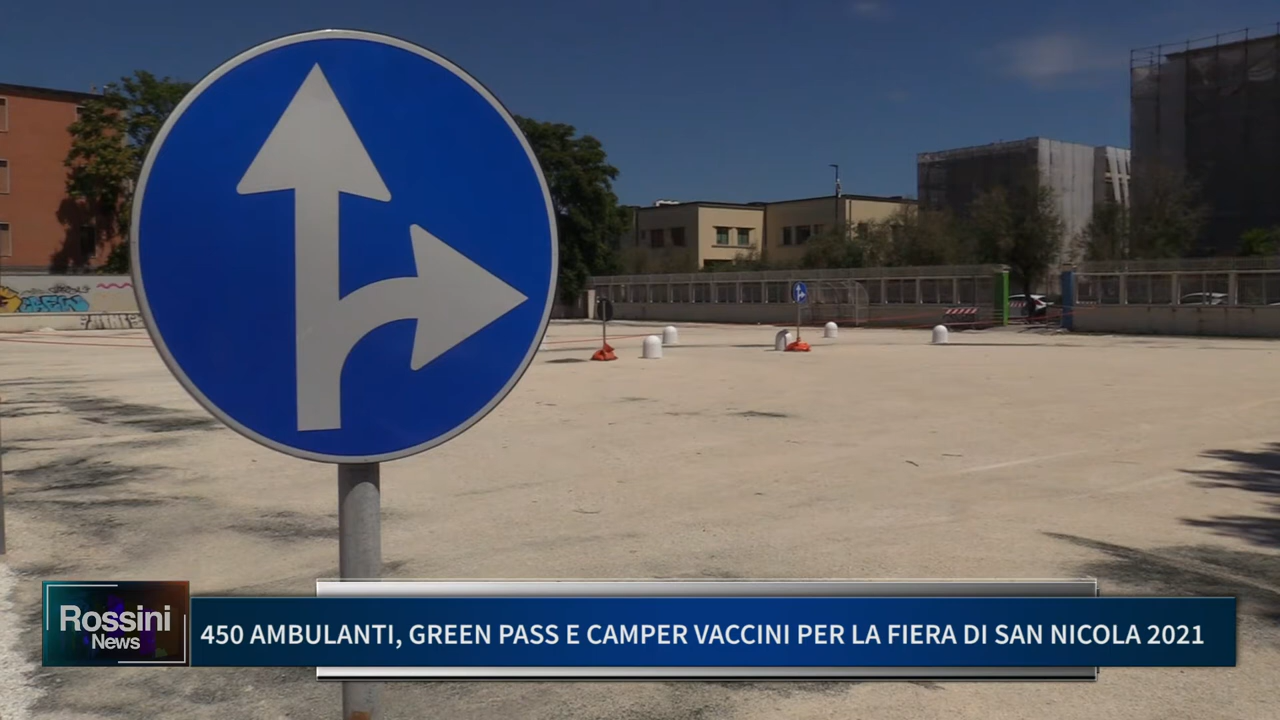 Rossini
News
450 AMBULANTI, GREEN PASS E CAMPER VACCINI PER LA FIERA DI SAN NICOLA 2021